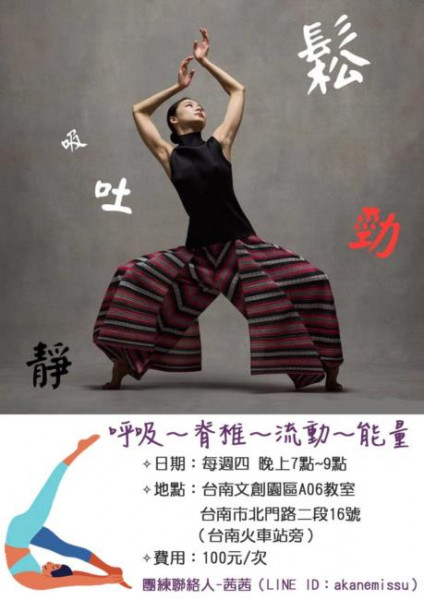 鬆
吸
吐
勁
靜
呼吸～脊椎～流動～能量
✧日期：每週四 晚上7點~9點
✧地點：台南文創園區A06教室
台南市北門路二段16號
（台南火車站旁）
✧費用：100元/次
團練聯絡人-茜茜（LINE ID：akanemissu）